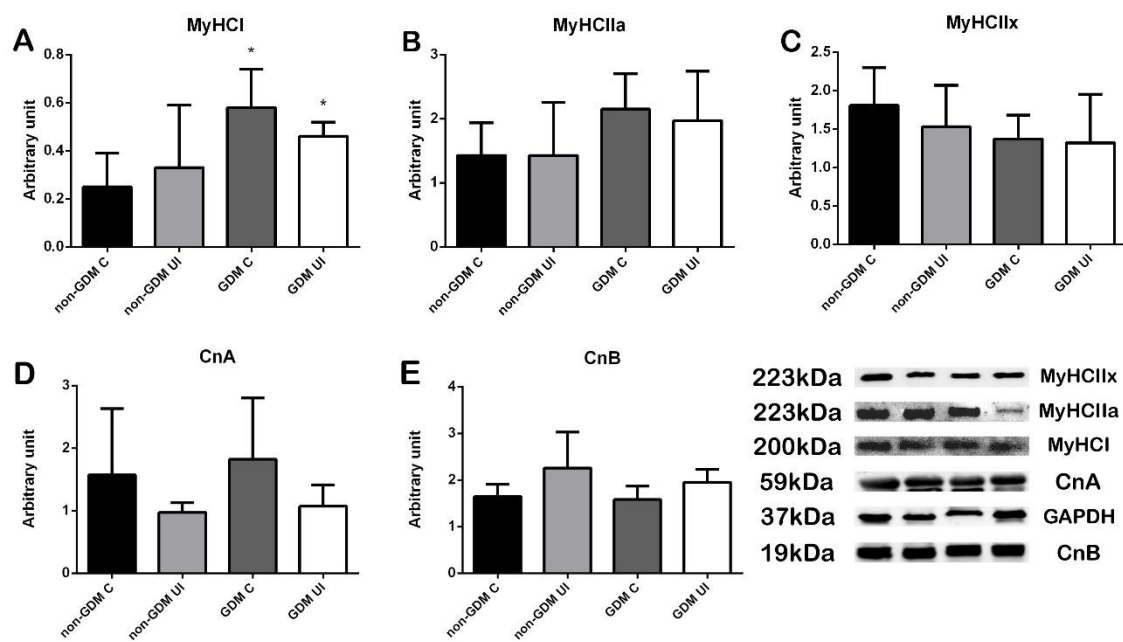 A
MyHCI
Arbitrary unit
0.8
0.6
0.4
0.2
0.0
*
*
non-GDM C
non-GDM UI
GDM C
GDM UI
B
MyHCIIa
Arbitrary unit
3
2
1
0
non-GDM C
non-GDM UI
GDM C
GDM UI
C
MyHCIIx
Arbitrary unit
2.5
2.0
1.5
1.0
0.5
0.0
non-GDM C
non-GDM UI
GDM C
GDM UI
D
CnA
Arbitrary unit
3
2
1
0
non-GDM C
non-GDM UI
GDM C
GDM UI
E
CnB
Arbitrary unit
4
3
2
1
0
non-GDM C
non-GDM UI
GDM C
GDM UI
223kDa MyHCIIx
223kDa MyHCIIa
200kDa MyHCI
59kDa CnA
37kDa GAPDH
19kDa CnB